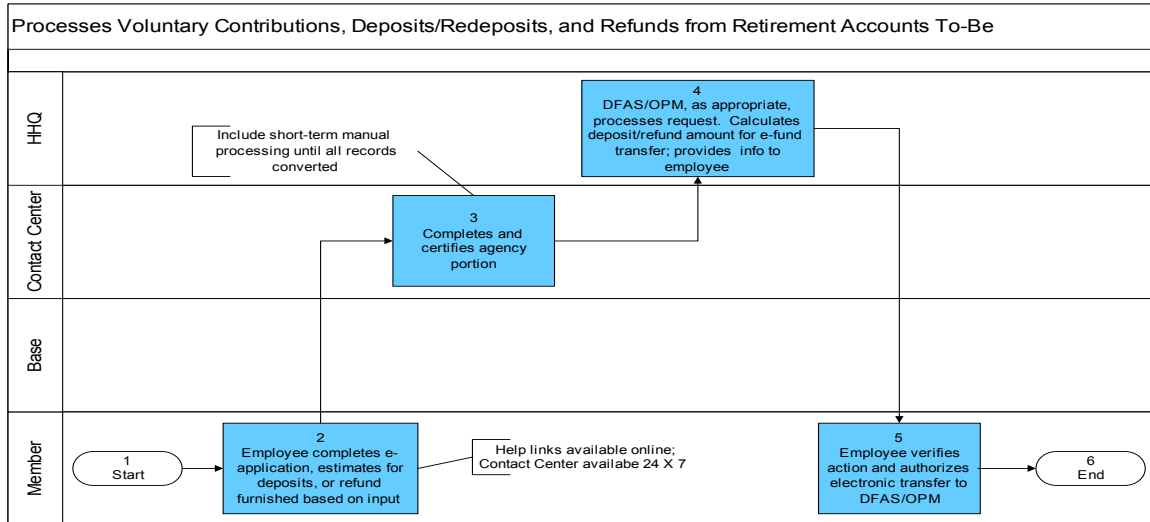 Processes Voluntary Contributions, Deposits/Redeposits, and Refunds from Retirement Accounts To-Be
HHQ
4
DFAS/OPM, as appropriate,
processes request. Calculates
deposit/refund amount for e-fund
transfer; provides info to
employee
Include short-term manual
processing until all records
converted
Contact Center
3
Completes and
certifies agency
portion
Base
Member
1
Start
2
Employee completes e-
application, estimates for
deposits, or refund
furnished based on input
Help links available online;
Contact Center availabe 24 X 7
5
Employee verifies
action and authorizes
electronic transfer to
DFAS/OPM
6
End